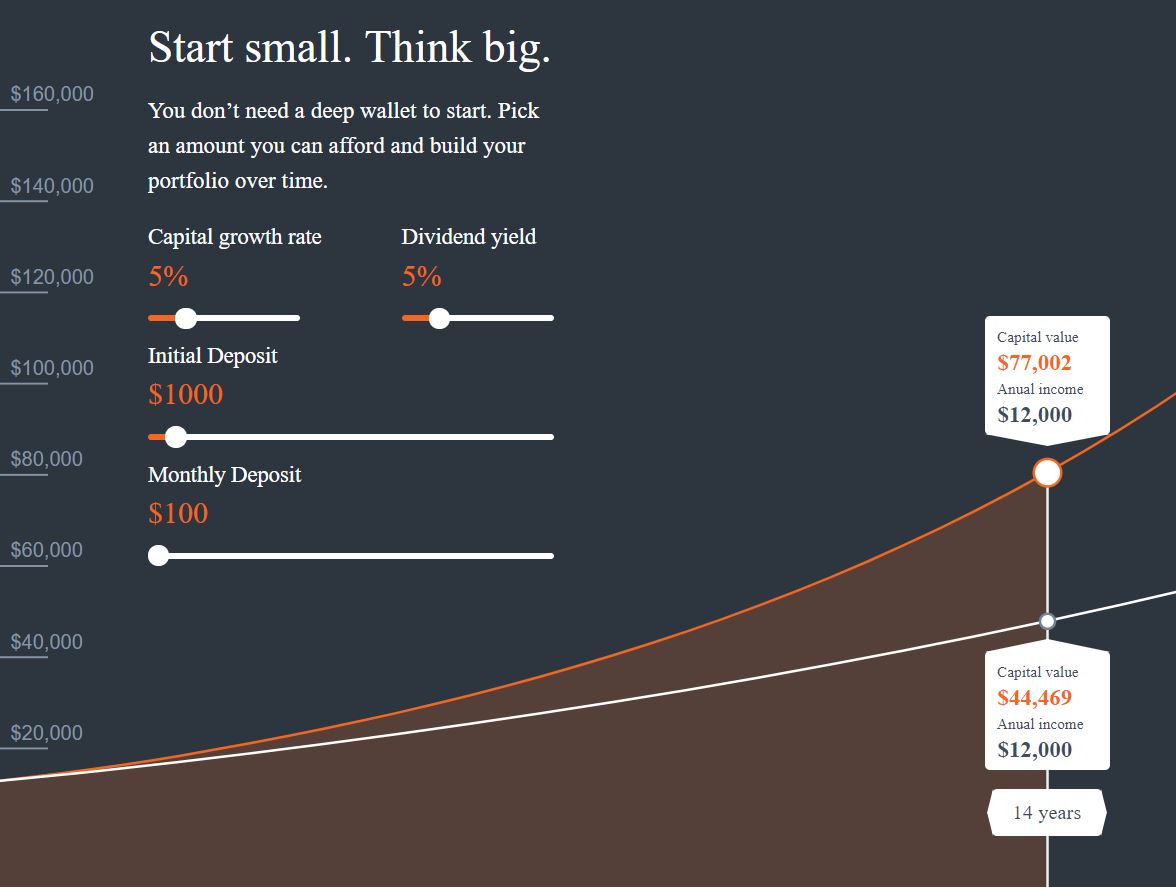 Start small. Think big.
You don’t need a deep wallet to start. Pick
an amount you can afford and build your
portfolio over time.
Capital growth rate
5%
Dividend yield
5%
Initial Deposit
$1000
Monthly Deposit
$100
$160,000
$140,000
$120,000
$100,000
$80,000
$60,000
$40,000
$20,000
Capital value
$77,002
Anual income
$12,000
Capital value
$44,469
Anual income
$12,000
14 years